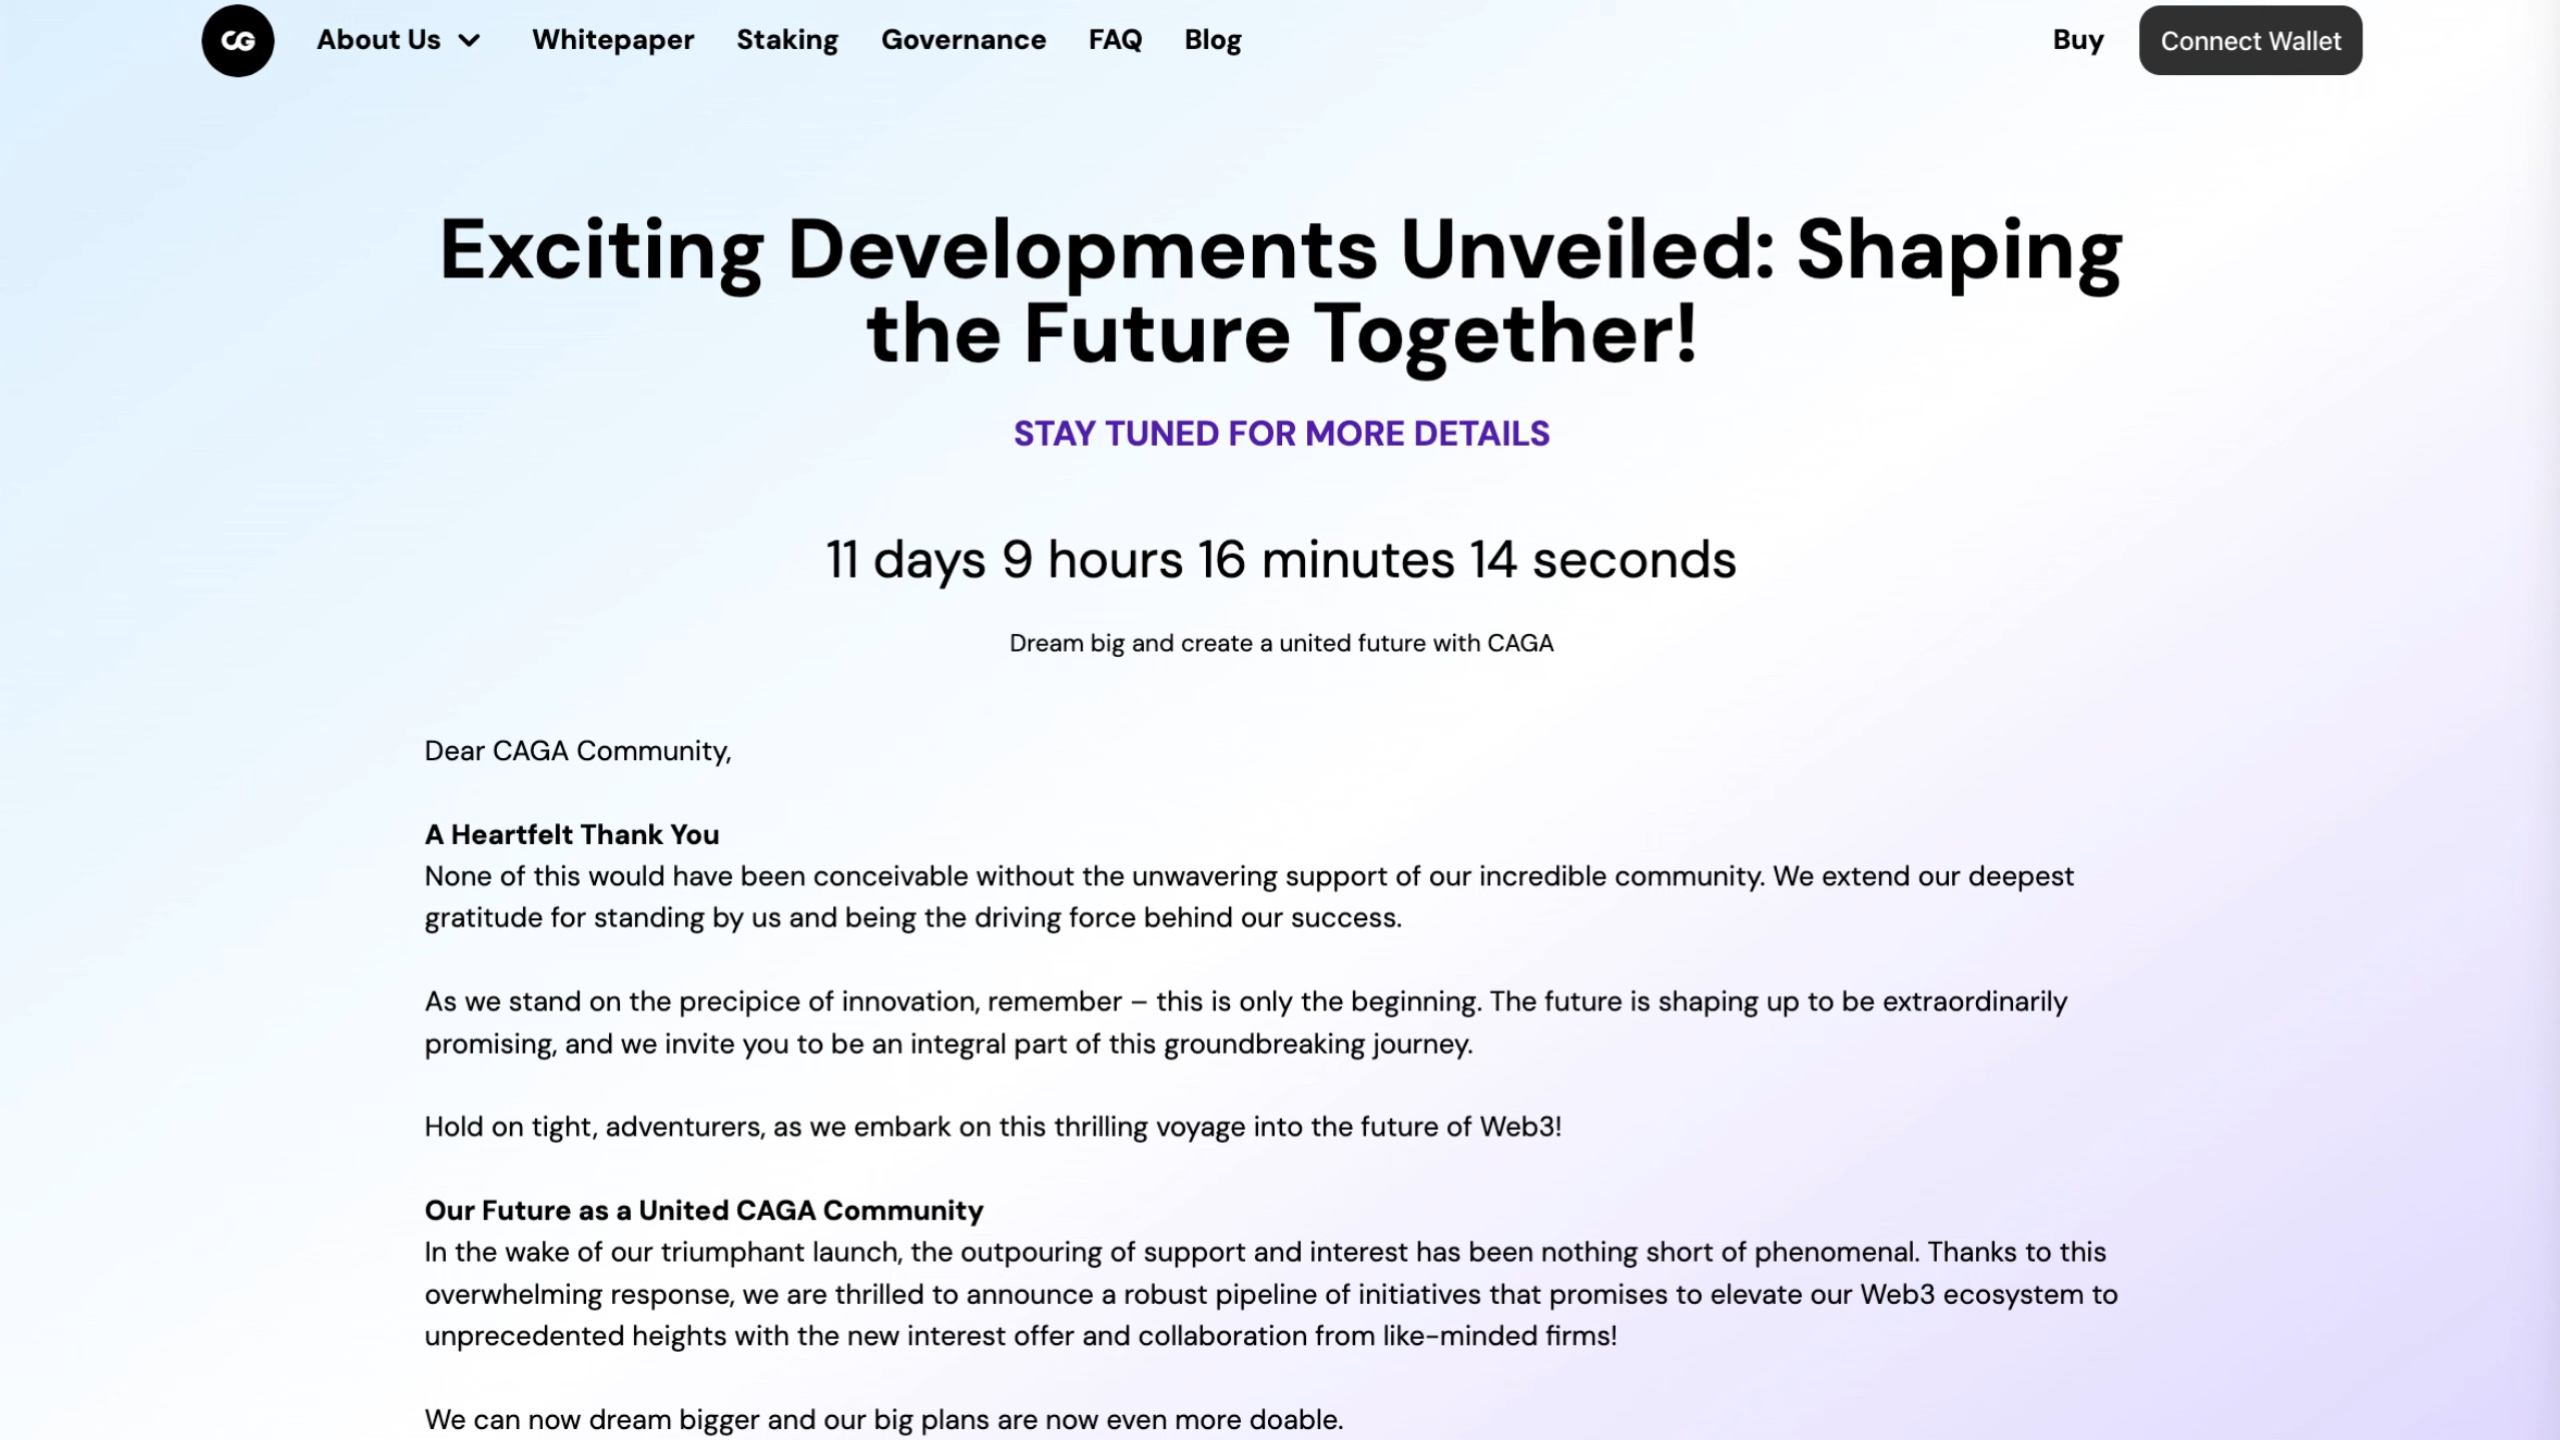 CG
About Us
Whitepaper
Staking
Governance
FAQ
Blog
Buy
Connect Wallet
Exciting Developments Unveiled: Shaping
the Future Together!
STAY TUNED FOR MORE DETAILS
11 days 9 hours 16 minutes 14 seconds
Dream big and create a united future with CAGA
Dear CAGA Community,
A Heartfelt Thank You
None of this would have been conceivable without the unwavering support of our incredible community. We extend our deepest
gratitude for standing by us and being the driving force behind our success.
As we stand on the precipice of innovation, remember – this is only the beginning. The future is shaping up to be extraordinarily
promising, and we invite you to be an integral part of this groundbreaking journey.
Hold on tight, adventurers, as we embark on this thrilling voyage into the future of Web3!
Our Future as a United CAGA Community
In the wake of our triumphant launch, the outpouring of support and interest has been nothing short of phenomenal. Thanks to this
overwhelming response, we are thrilled to announce a robust pipeline of initiatives that promises to elevate our Web3 ecosystem to
unprecedented heights with the new interest offer and collaboration from like-minded firms!
We can now dream bigger and our big plans are now even more doable.